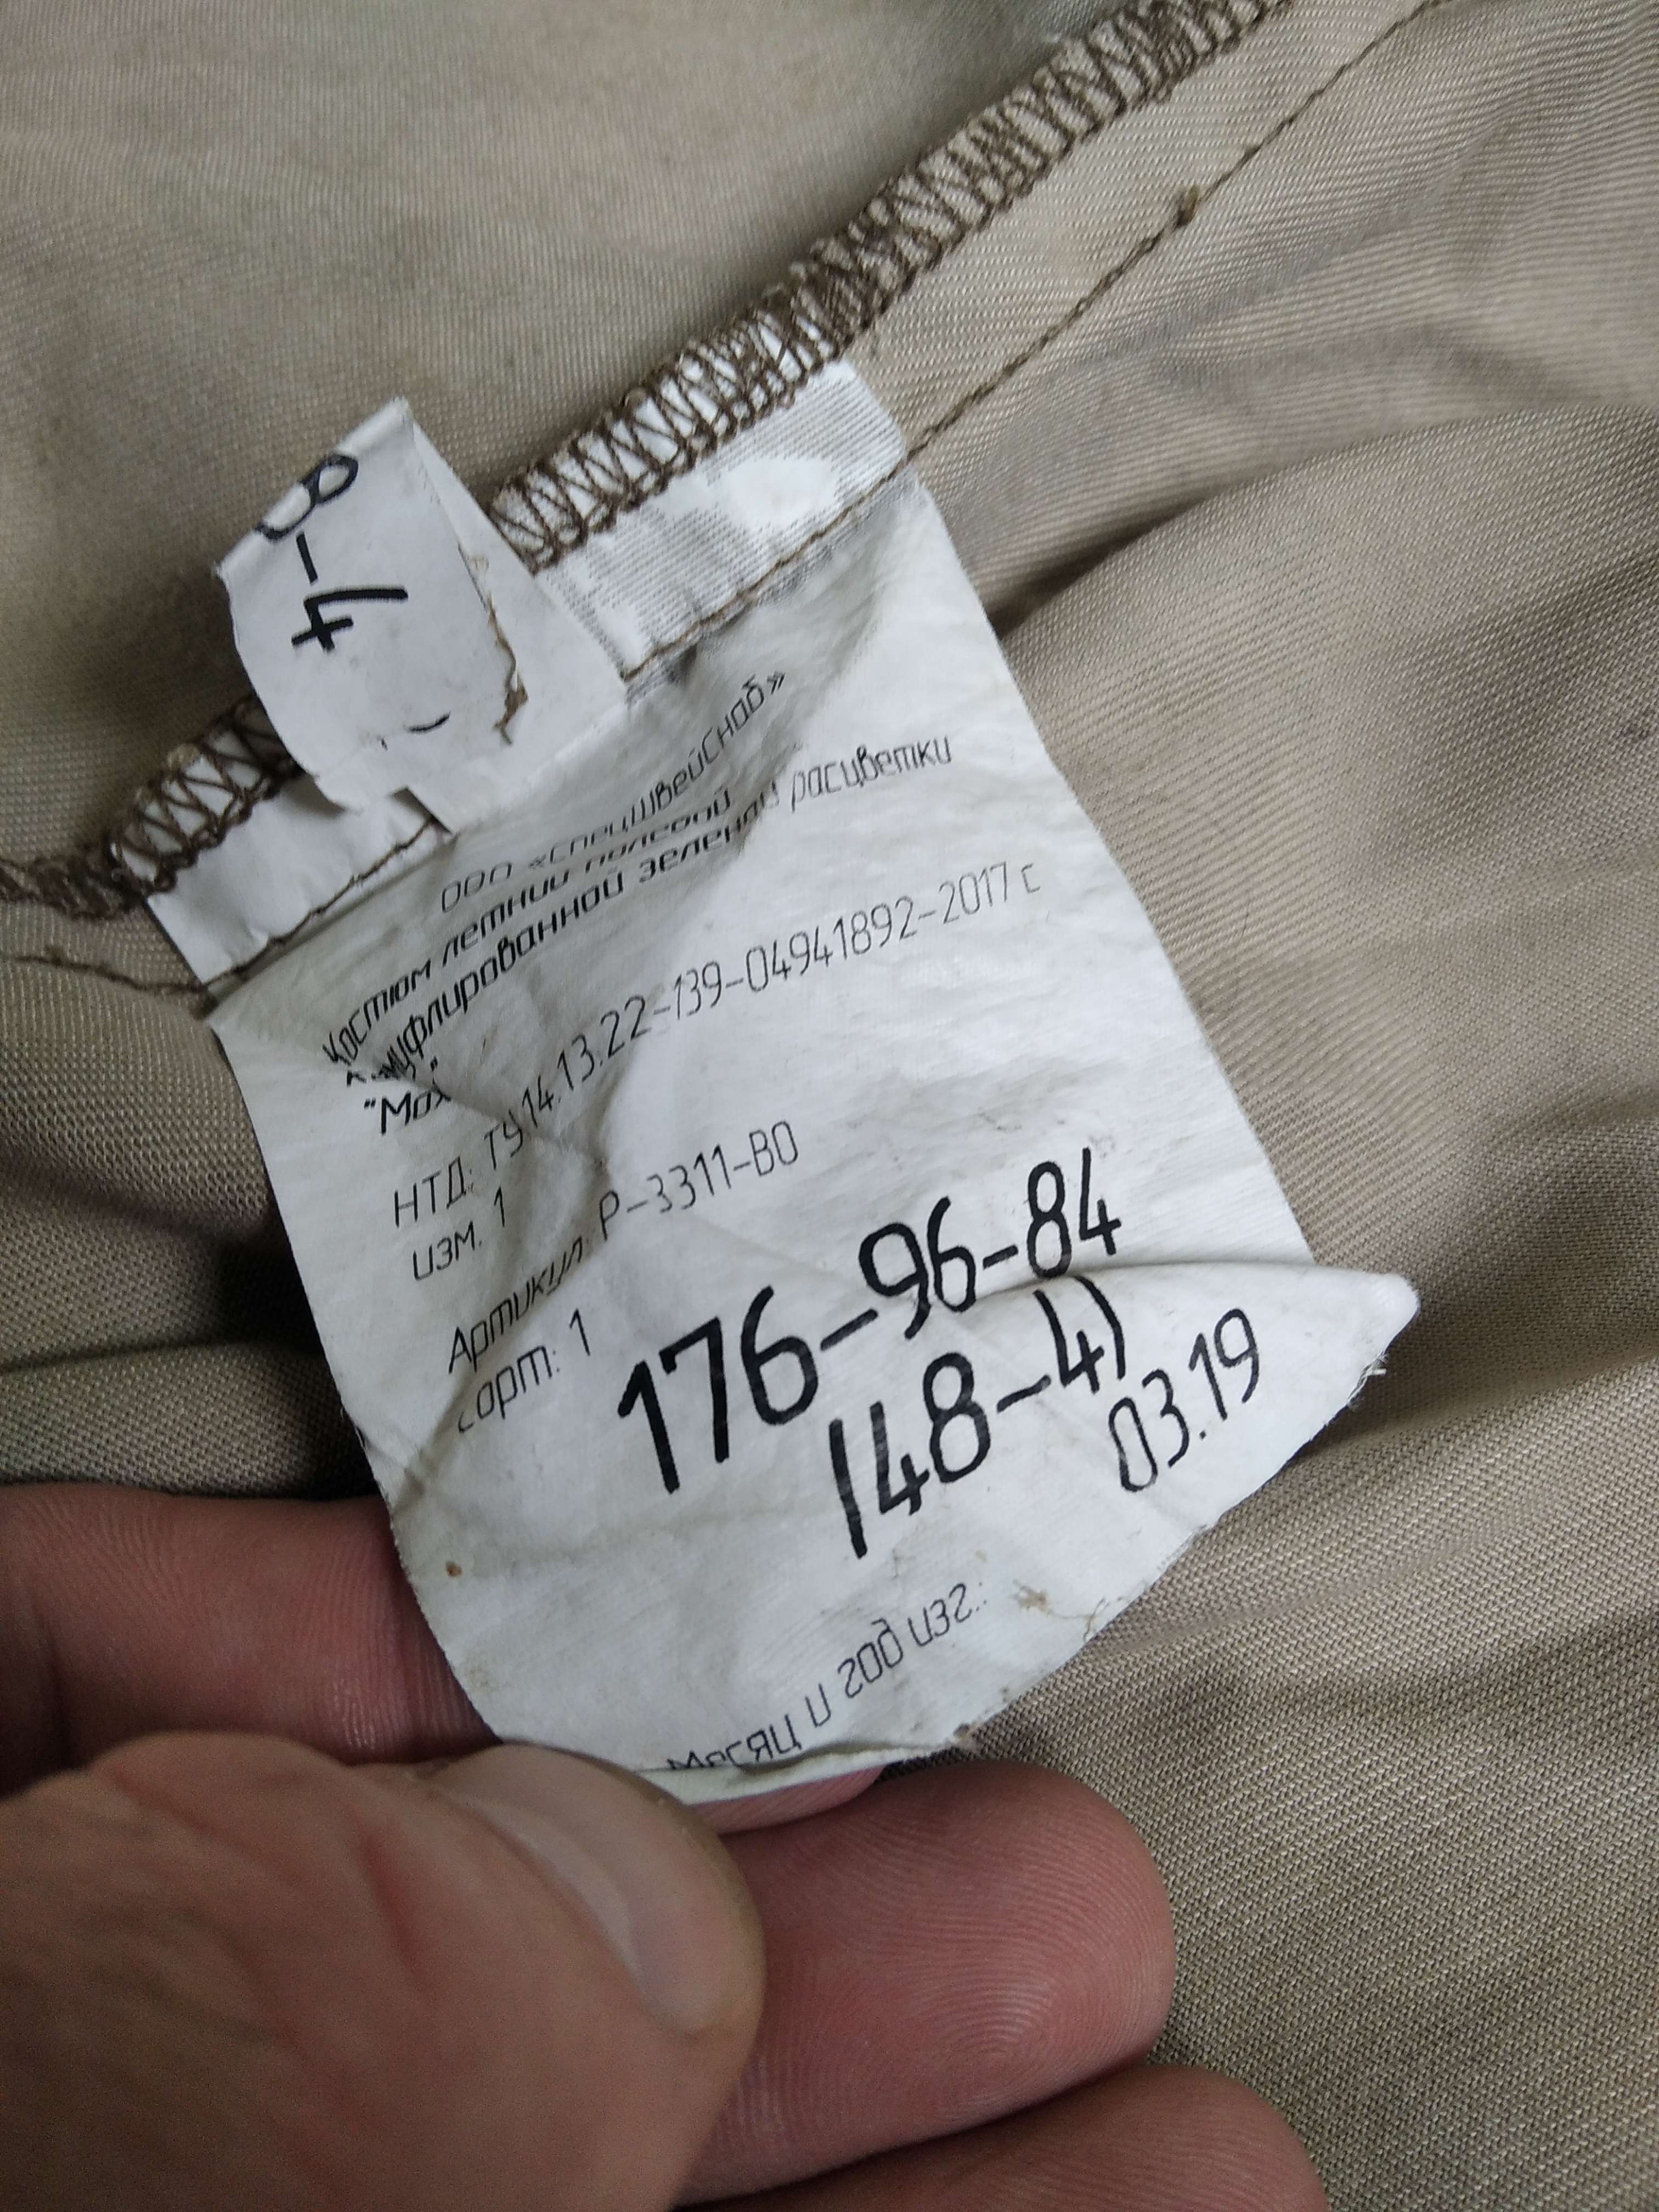 8-4
ООО «СпецШвейСнаб»
Костюм летний полевой
камуфлированной зеленой расцветки
"Мох"
НТД: ТУ 14.13.22-139-04941892-2017 с
изм. 1
Артикул: Р-3311-ВО
сорт: 1
176-96-84
(48-4)
03.19
Месяц и год изг.: